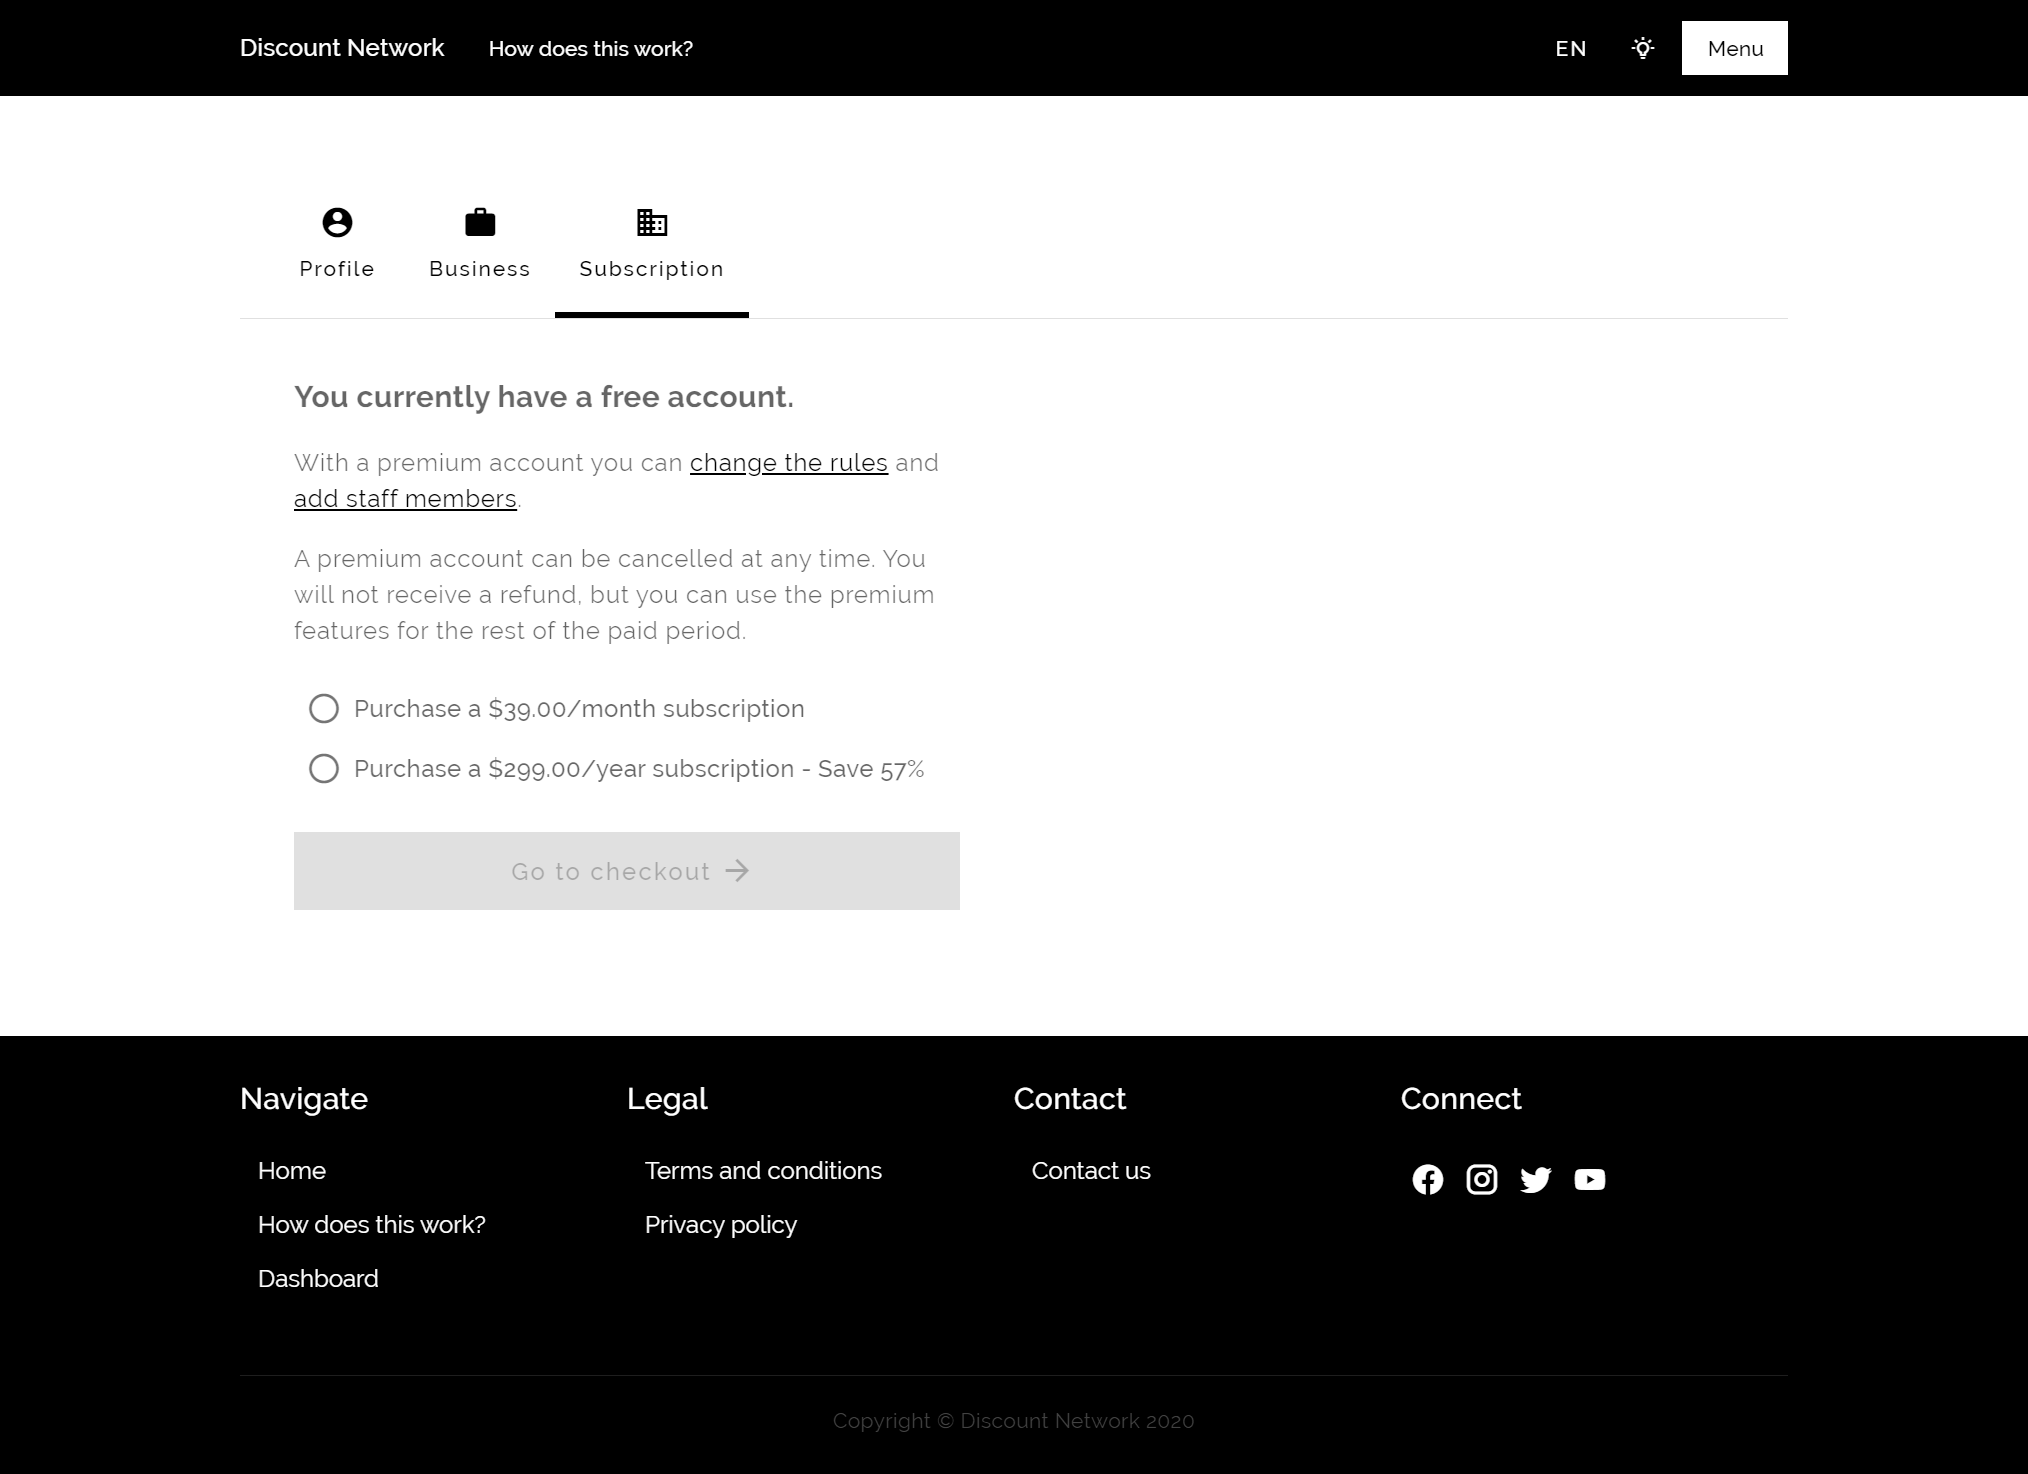 Discount Network
How does this work?
EN
Menu
Profile
Business
Subscription
You currently have a free account.
With a premium account you can change the rules and
add staff members.
A premium account can be cancelled at any time. You
will not receive a refund, but you can use the premium
features for the rest of the paid period.
Purchase a $39.00/month subscription
Purchase a $299.00/year subscription - Save 57%
Go to checkout
Navigate
Home
How does this work?
Dashboard
Legal
Terms and conditions
Privacy policy
Contact
Contact us
Connect
Copyright © Discount Network 2020